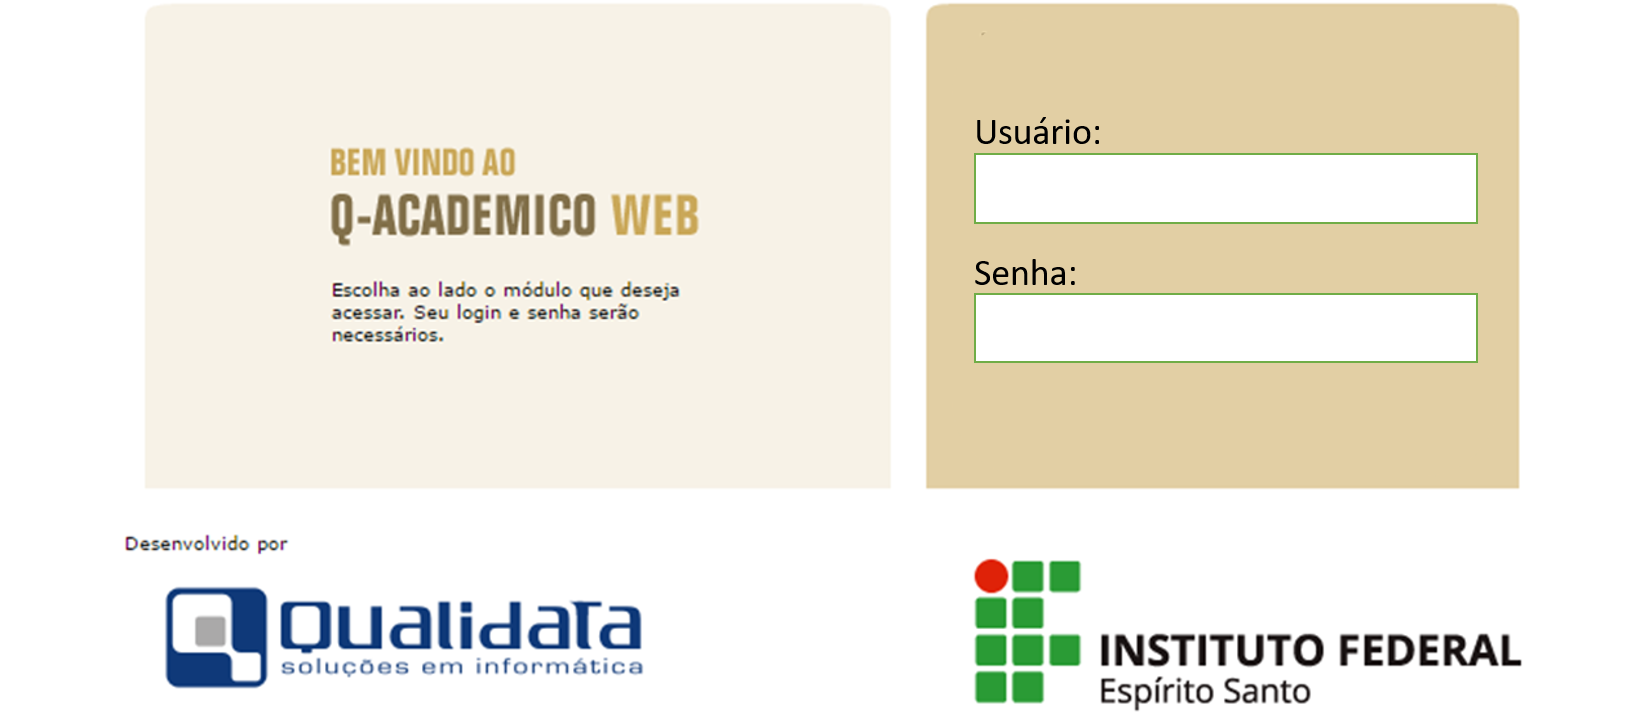 BEM VINDO AO
Q-ACADEMICO WEB
Escolha ao lado o módulo que deseja
acessar. Seu login e senha serão
necessários.
Usuário:
Senha:
Desenvolvido por
Qualidata
soluções em informática
INSTITUTO FEDERAL
Espírito Santo